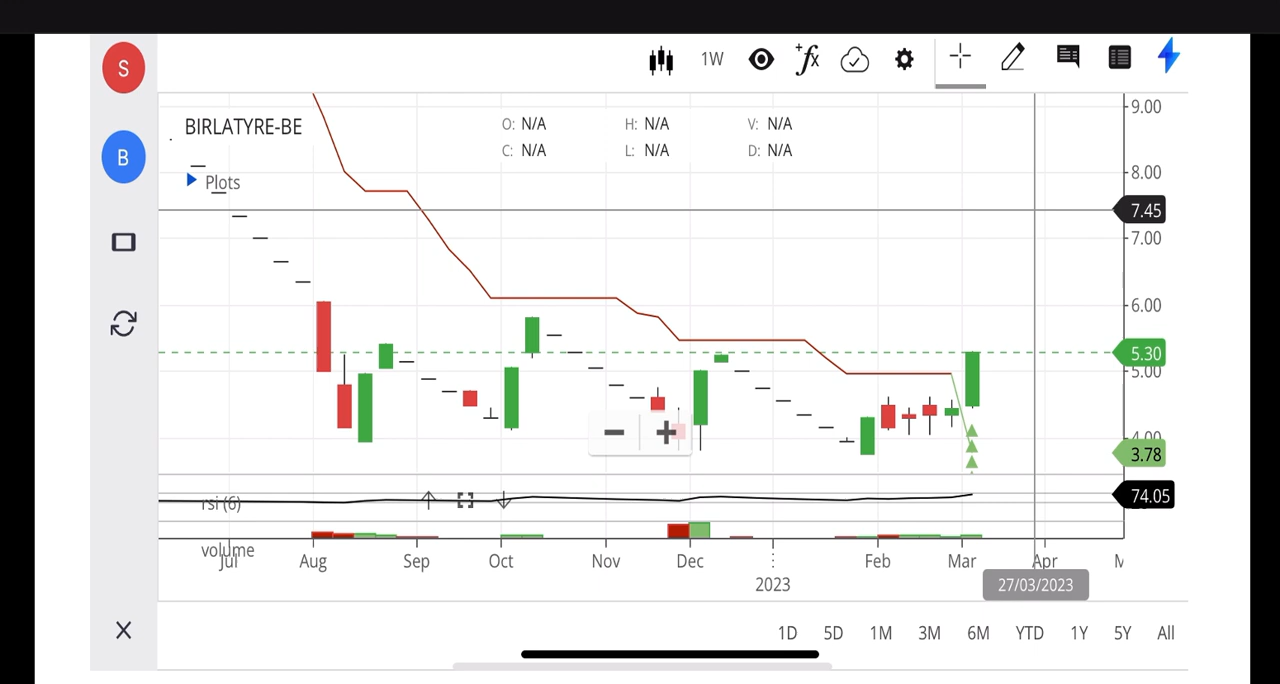 S
1W
+fx
B
BIRLATYRE-BE
O: N/A H: N/A V: N/A
C: N/A L: N/A D: N/A
Plots
9.00
8.00
7.45
7.00
6.00
5.30
5.00
4.00
3.78
rsi (6)
74.05
volume
Jul Aug Sep Oct Nov Dec 2023 Feb Mar Apr
27/03/2023
1D 5D 1M 3M 6M YTD 1Y 5Y All